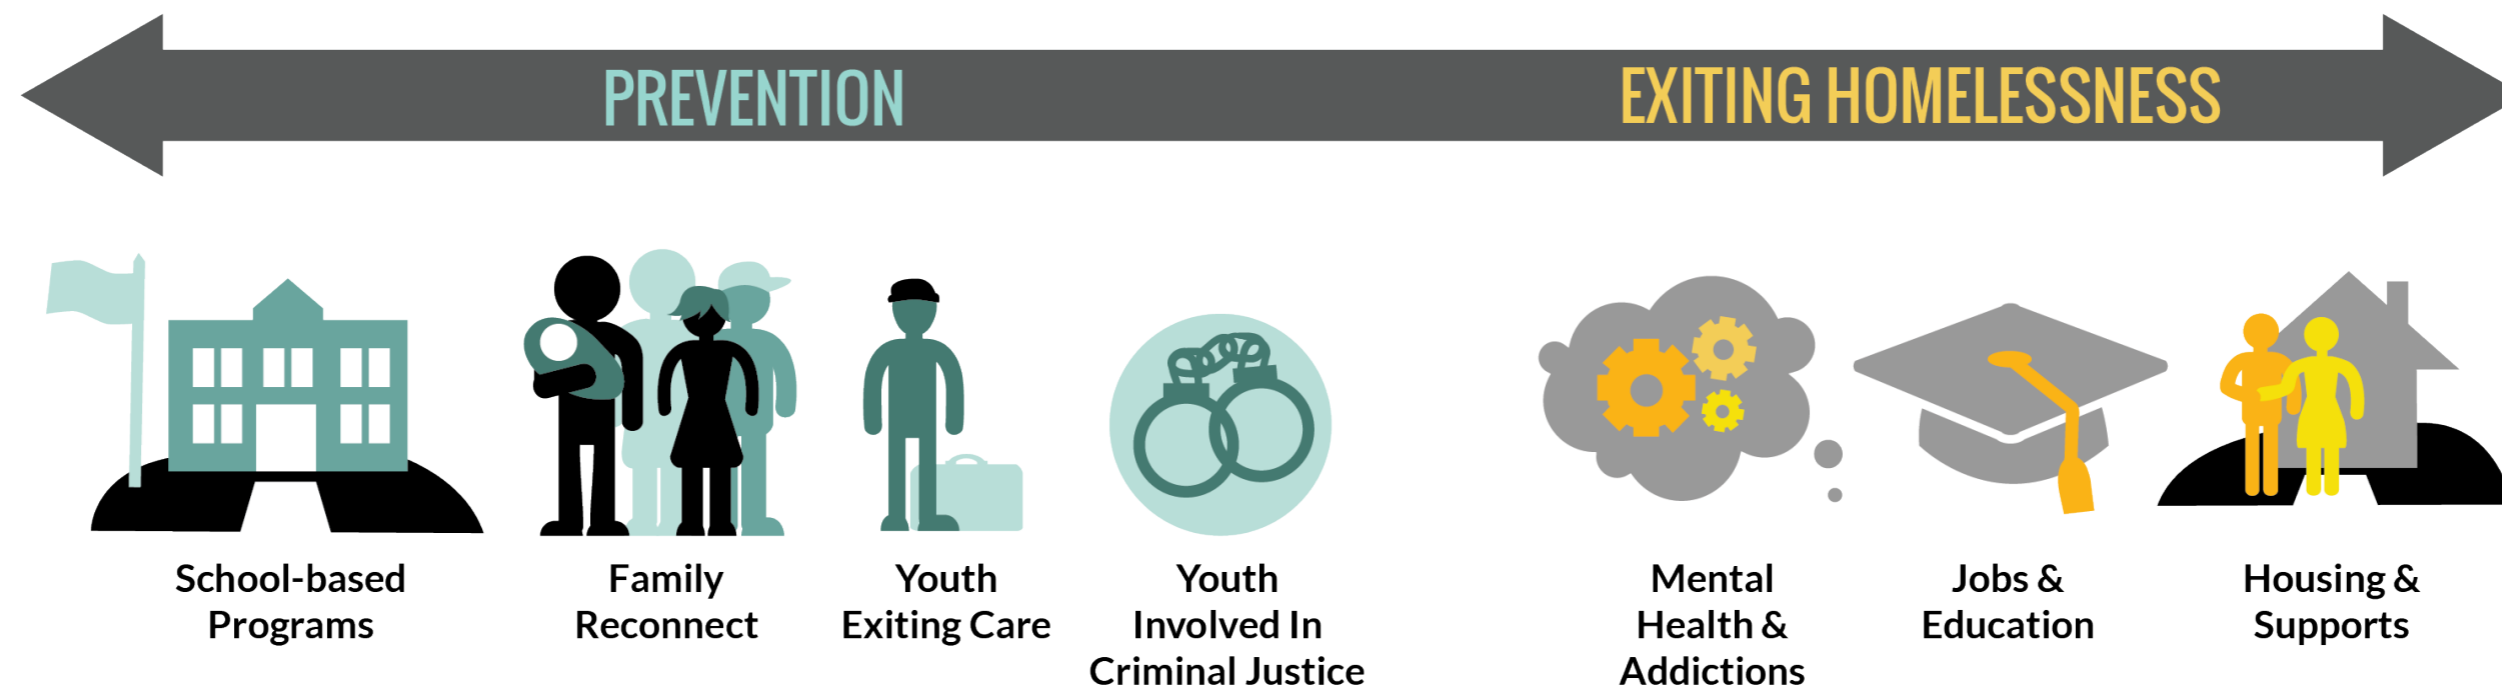 PREVENTION
EXITING HOMELESSNESS
School-based
Programs
Family
Reconnect
Youth
Exiting Care
Youth
Involved In
Criminal Justice
Mental
Health &
Addictions
Jobs &
Education
Housing &
Supports